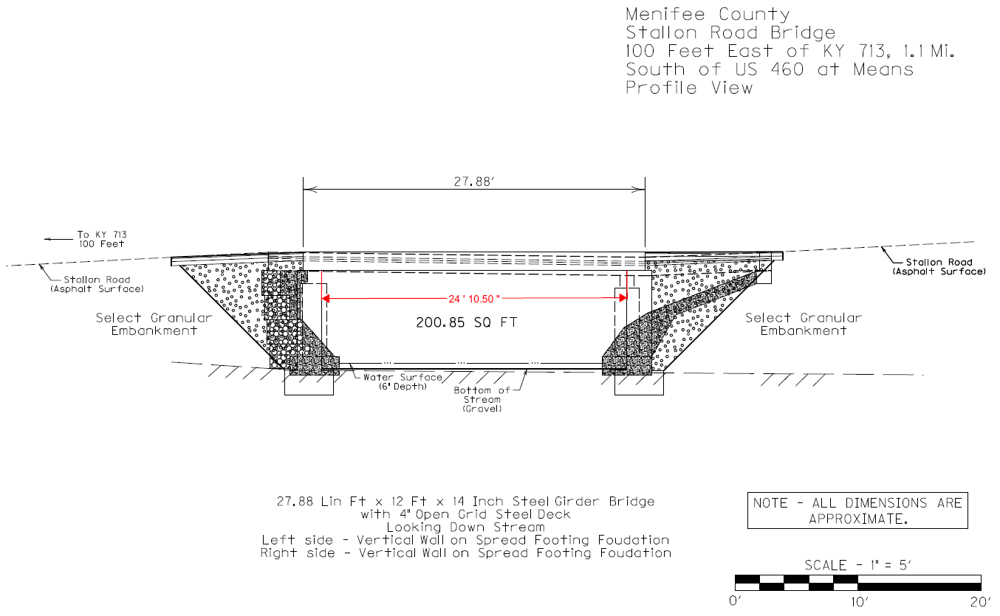 Menifee County
Stallon Road Bridge
100 Feet East of KY 713, 1.1 Mi.
South of US 460 at Means
Profile View
27.88'
To KY 713
100 Feet
Stallon Road
(Asphalt Surface)
Stallon Road
(Asphalt Surface)
24 ' 10.50 "
200.85 SQ FT
Select Granular
Embankment
Select Granular
Embankment
Water Surface
(6" Depth)
Bottom of
Stream
(Gravel)
27.88 Lin Ft x 12 Ft x 14 Inch Steel Girder Bridge
with 4" Open Grid Steel Deck
Looking Down Stream
Left side - Vertical Wall on Spread Footing Foudation
Right side - Vertical Wall on Spread Footing Foudation
NOTE - ALL DIMENSIONS ARE
APPROXIMATE.
SCALE - 1" = 5'
0' 10' 20'